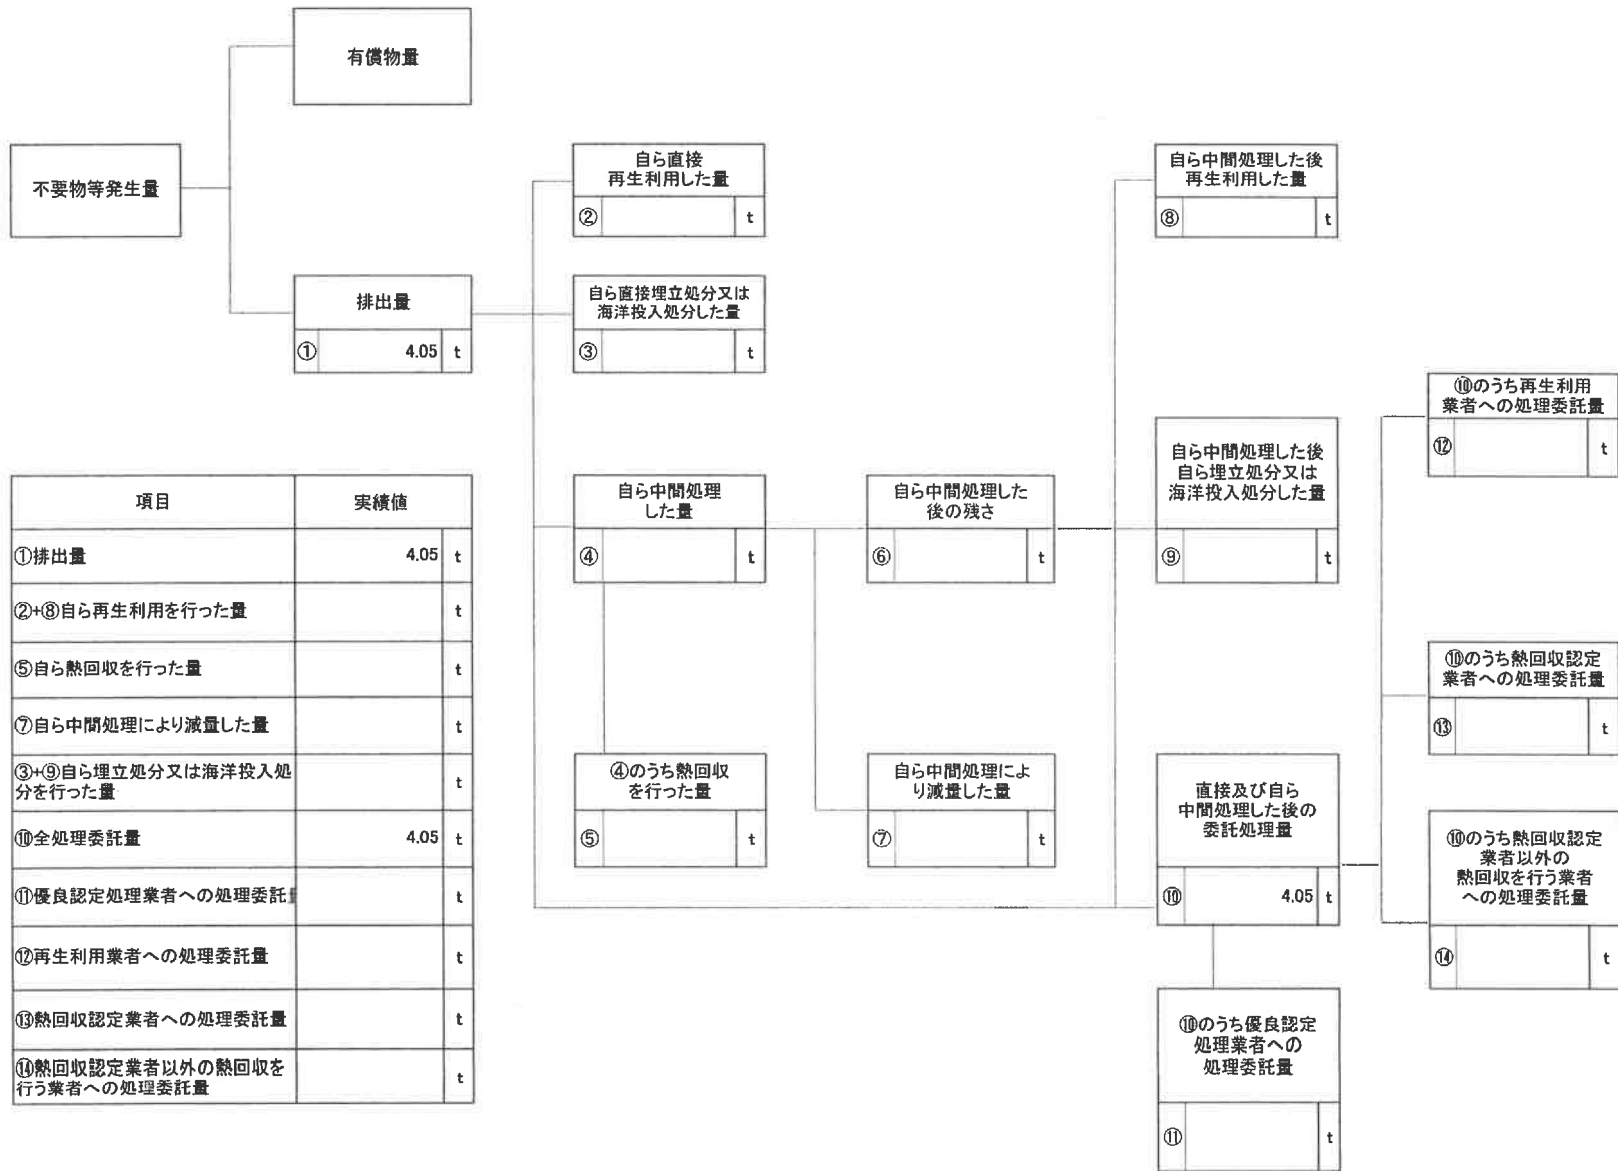 有償物量
不要物等発生量
排出量
① 4.05 t
自ら直接
再生利用した量
② t
自ら直接埋立処分又は
海洋投入処分した量
③ t
自ら中間処理
した量
④ t
④のうち熱回収
を行った量
⑤ t
自ら中間処理した
後の残さ
⑥ t
自ら中間処理によ
り減量した量
⑦ t
自ら中間処理した後
再生利用した量
⑧ t
自ら中間処理した後
自ら埋立処分又は
海洋投入処分した量
⑨ t
直接及び自ら
中間処理した後の
委託処理量
⑩ 4.05 t
⑩のうち優良認定
処理業者への
処理委託量
⑪ t
⑩のうち再生利用
業者への処理委託量
⑫ t
⑩のうち熱回収認定
業者への処理委託量
⑬ t
⑩のうち熱回収認定
業者以外の
熱回収を行う業者
への処理委託量
⑭ t
項目 実績値
①排出量 4.05 t
②+⑧自ら再生利用を行った量 t
⑤自ら熱回収を行った量 t
⑦自ら中間処理により減量した量 t
③+⑨自ら埋立処分又は海洋投入処
分を行った量 t
⑩全処理委託量 4.05 t
⑪優良認定処理業者への処理委託 t
⑫再生利用業者への処理委託量 t
⑬熱回収認定業者への処理委託量 t
⑭熱回収認定業者以外の熱回収を
行う業者への処理委託量 t